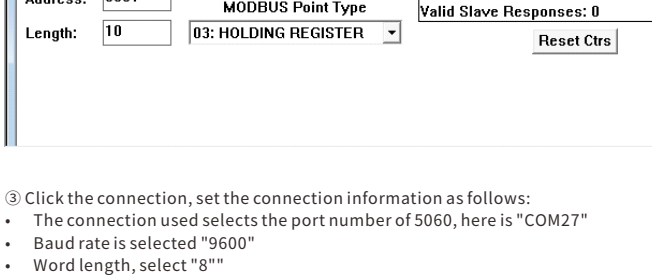 Address:
MODBUS Point Type
Valid Slave Responses: 0
Length: 10 03: HOLDING REGISTER
Reset Ctrs
③ Click the connection, set the connection information as follows:
• The connection used selects the port number of 5060, here is "COM27"
• Baud rate is selected "9600"
• Word length, select "8""